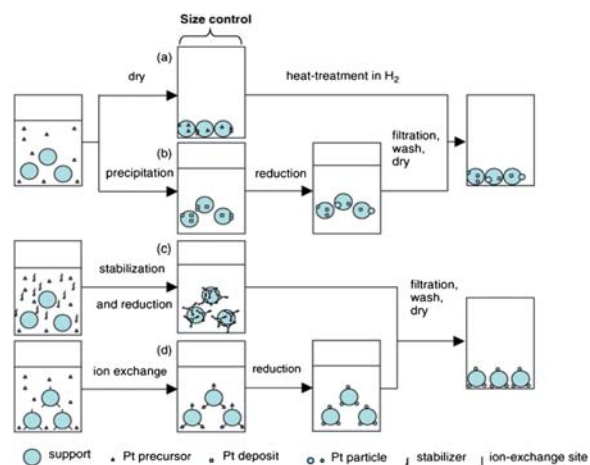 Size control
(a)
dry
heat-treatment in H2
(b)
precipitation
reduction
filtration,
wash,
dry
(c)
stabilization
and reduction
filtration,
wash,
dry
(d)
ion exchange
reduction
support
Pt precursor
Pt deposit
Pt particle
stabilizer
ion-exchange site